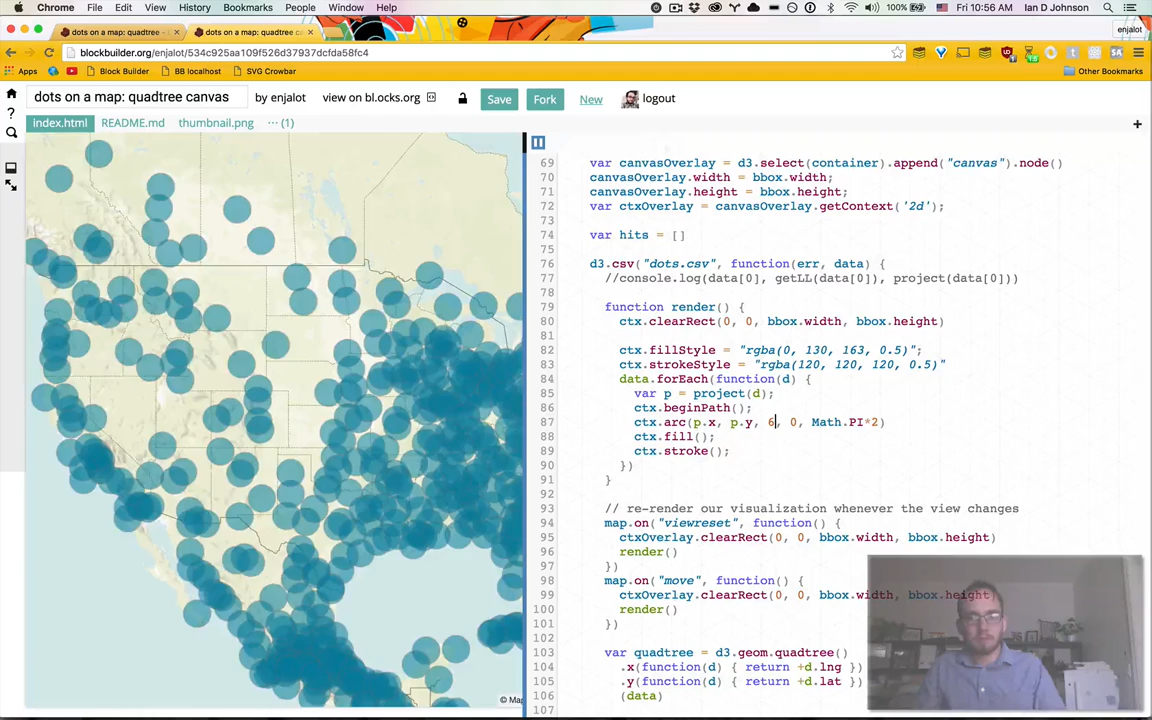 Chrome File Edit View History Bookmarks People Window Help 100% Fri 10:56 AM Ian D Johnson
dots on a map: quadtree - dots on a map: quadtree ca enjalot
blockbuilder.org/enjalot/534c925aa109f526d37937dcfda58fc4
Apps Block Builder BB localhost SVG Crowbar Other Bookmarks
dots on a map: quadtree canvas by enjalot view on bl.ocks.org Save Fork New logout
index.html README.md thumbnail.png ··· (1) +
69 var canvasOverlay = d3.select(container).append("canvas").node()
70 canvasOverlay.width = bbox.width;
71 canvasOverlay.height = bbox.height;
72 var ctxOverlay = canvasOverlay.getContext('2d');
73
74 var hits = []
75
76 d3.csv("dots.csv", function(err, data) {
77 //console.log(data[0], getLL(data[0]), project(data[0]))
78
79 function render() {
80 ctx.clearRect(0, 0, bbox.width, bbox.height)
81
82 ctx.fillStyle = "rgba(0, 130, 163, 0.5)";
83 ctx.strokeStyle = "rgba(120, 120, 120, 0.5)"
84 data.forEach(function(d) {
85 var p = project(d);
86 ctx.beginPath();
87 ctx.arc(p.x, p.y, 6, 0, Math.PI*2)
88 ctx.fill();
89 ctx.stroke();
90 })
91 }
92
93 // re-render our visualization whenever the view changes
94 map.on("viewreset", function() {
95 ctxOverlay.clearRect(0, 0, bbox.width, bbox.height)
96 render()
97 })
98 map.on("move", function() {
99 ctxOverlay.clearRect(0, 0, bbox.width, bbox.height)
100 render()
101 })
102
103 var quadtree = d3.geom.quadtree()
104 .x(function(d) { return +d.lng })
105 .y(function(d) { return +d.lat })
106 (data)
107
© Map